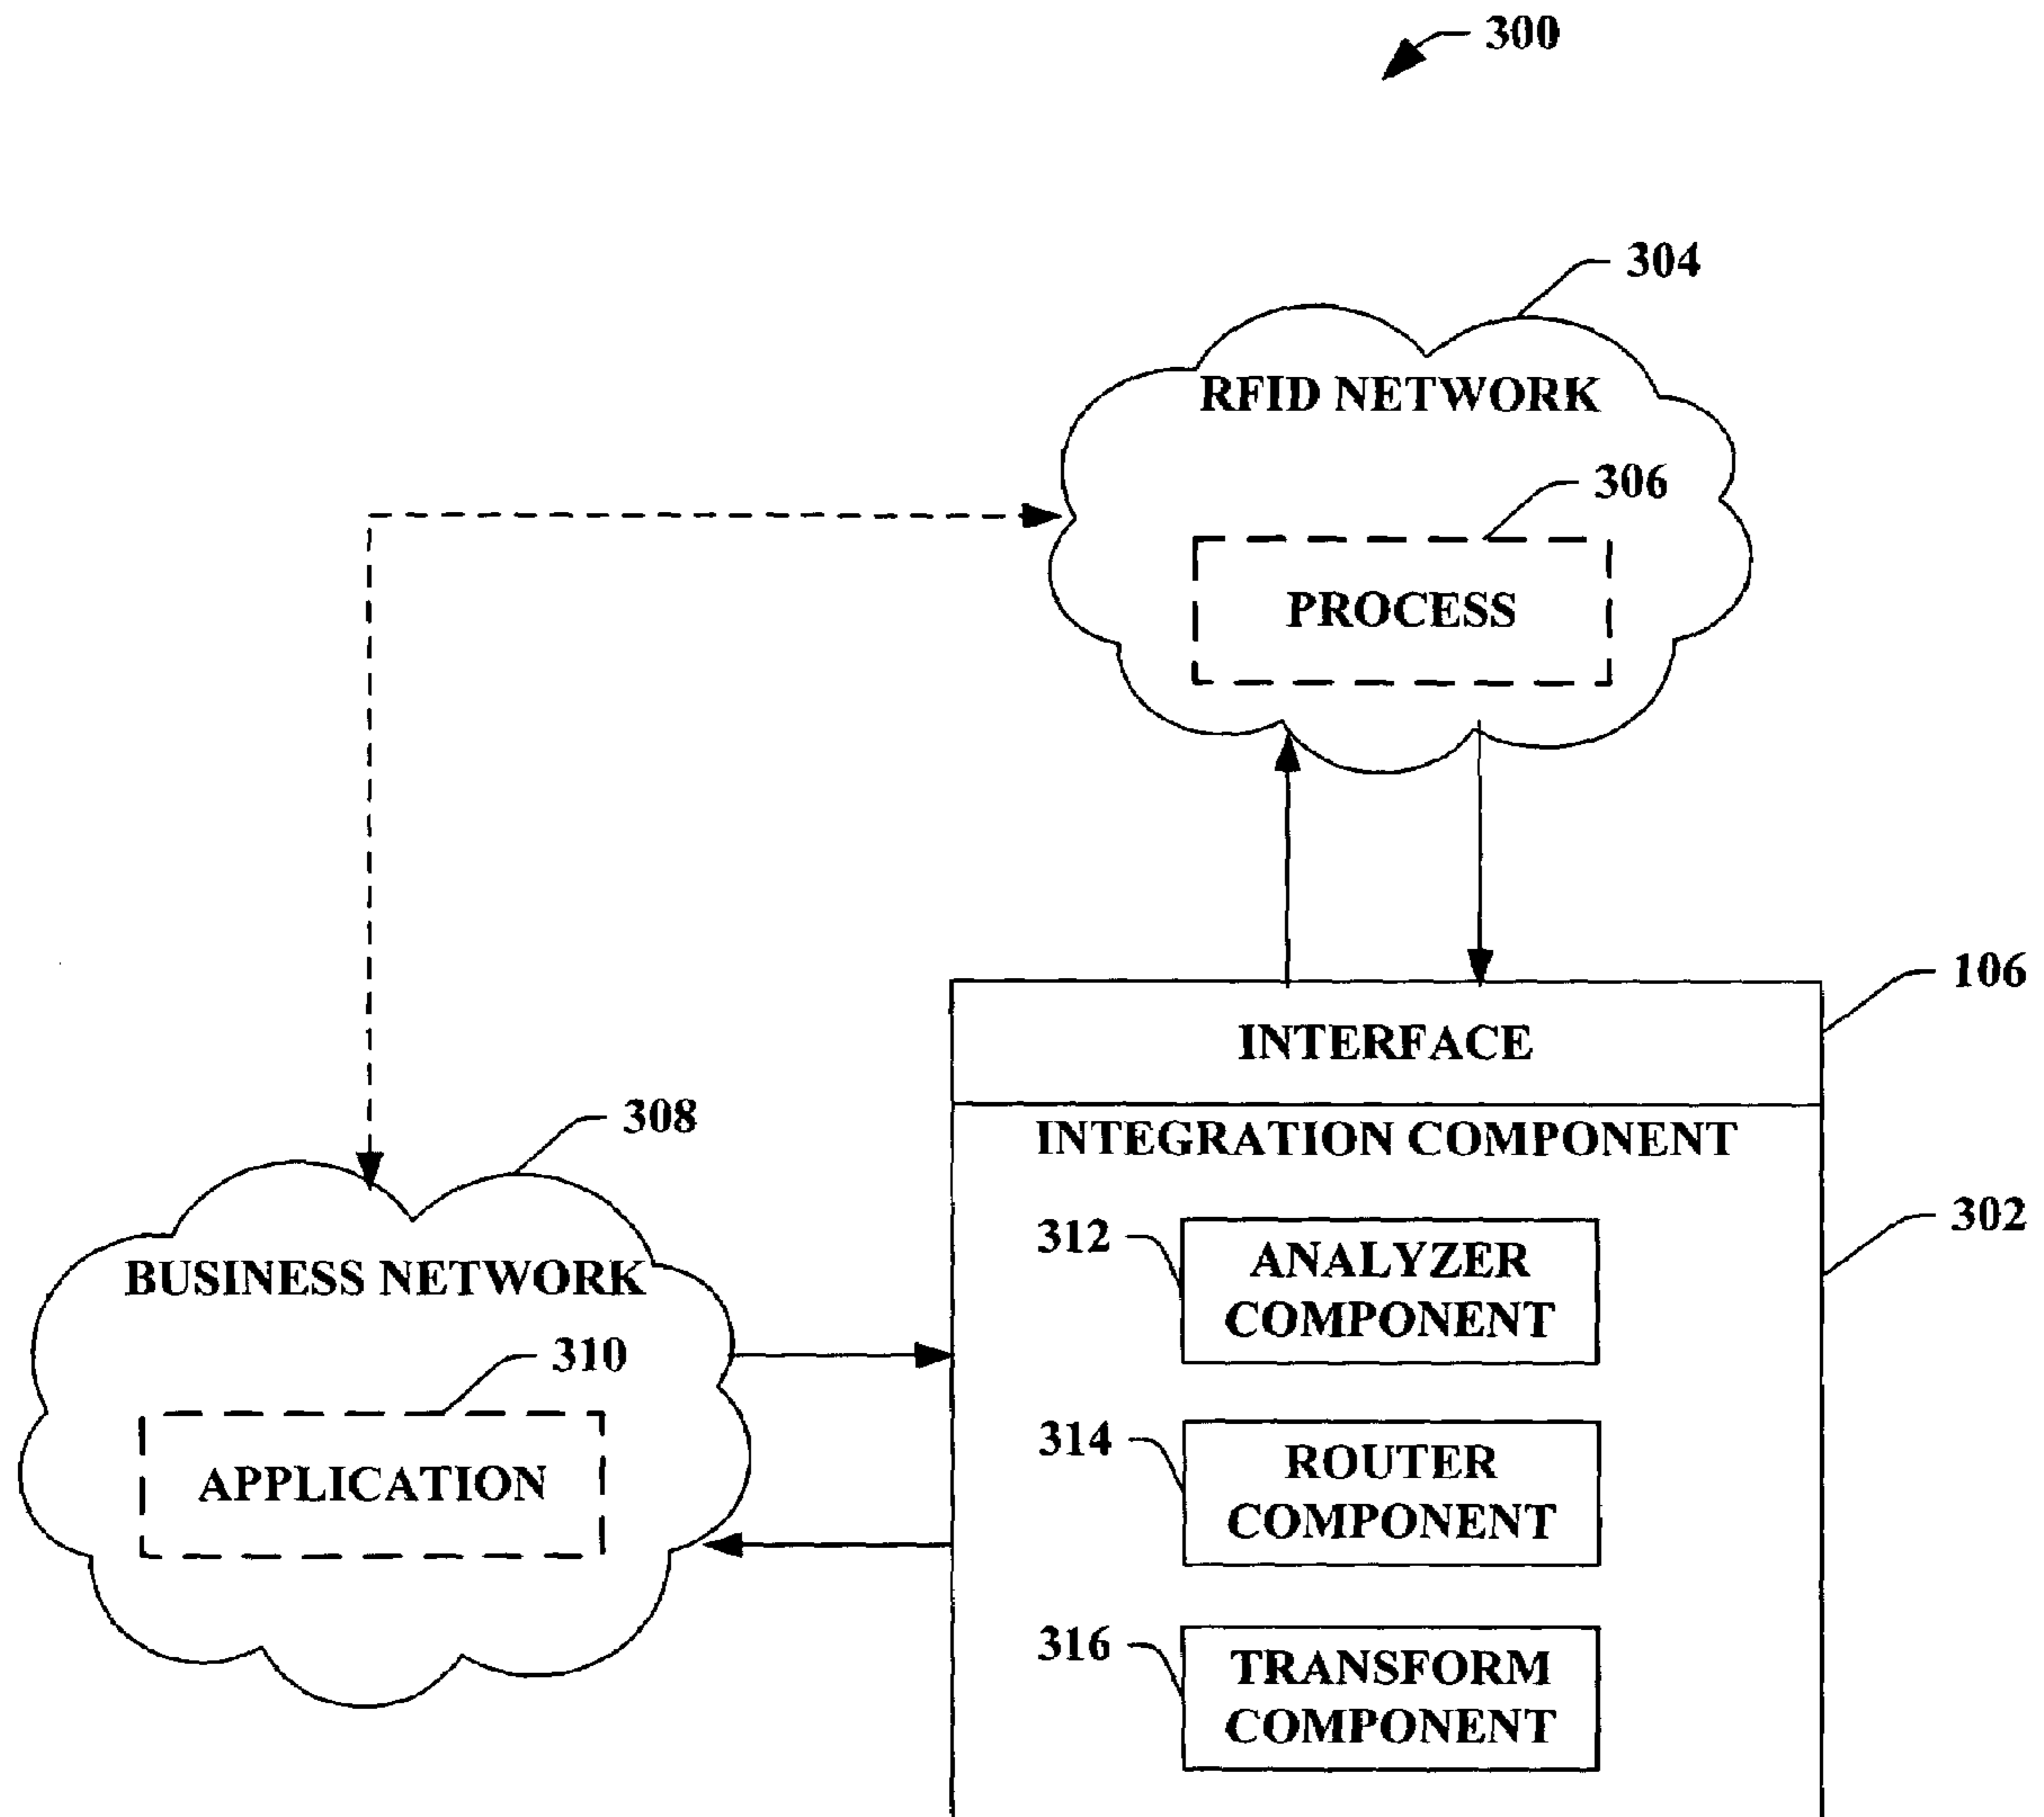 300
304
RFID NETWORK
306
PROCESS
106
INTERFACE
308
INTEGRATION COMPONENT
302
312
ANALYZER
COMPONENT
BUSINESS NETWORK
310
APPLICATION
314
ROUTER
COMPONENT
316
TRANSFORM
COMPONENT